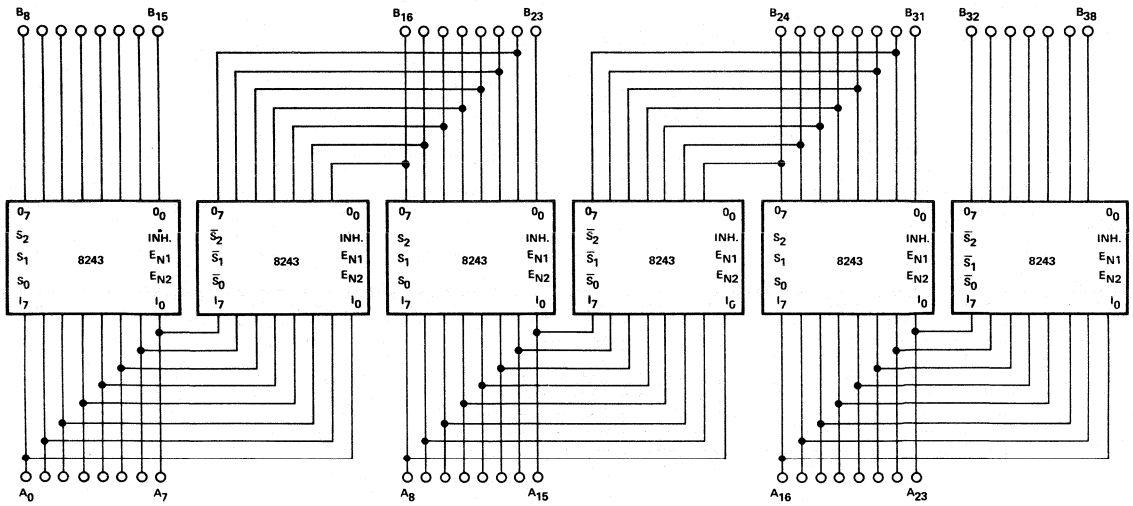 B8 B15 B16 B23 B24 B31 B32 B38
O7 O0 O7 O0 O7 O0 O7 O0 O7 O0 O7 O0
S2 INH. S̅2 INH. S2 INH. S̅2 INH. S2 INH. S̅2 INH.
S1 8243 EN1 S̅1 8243 EN1 S1 8243 EN1 S̅1 8243 EN1 S1 8243 EN1 S̅1 8243 EN1
S0 EN2 S̅0 EN2 S0 EN2 S̅0 EN2 S0 EN2 S̅0 EN2
I7 I0 I7 I0 I7 I0 I7 IG I7 I0 I7 I0
A0 A7 A8 A15 A16 A23